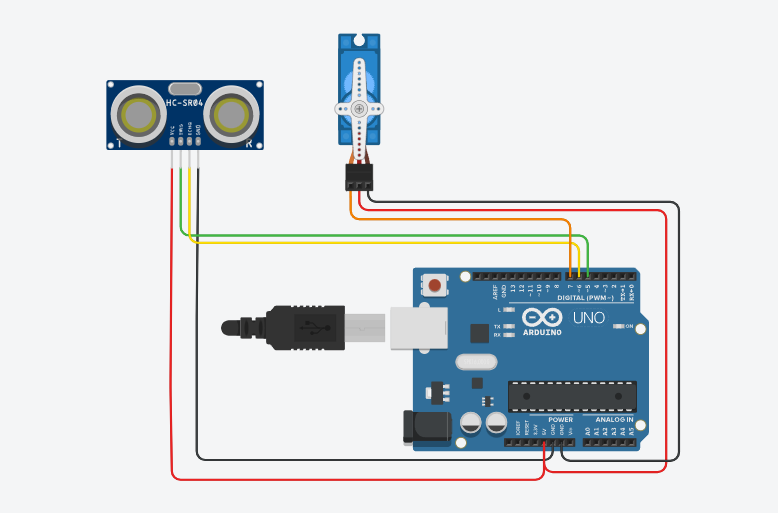 HC-SR04
VCC
TRIG
ECHO
GND
T
R
AREF
GND
13
12
~11
~10
~9
8
7
~6
~5
4
~3
2
TX→1
RX←0
DIGITAL (PWM~)
L
TX
RX
UNO
ON
ARDUINO
POWER
ANALOG IN
IOREF
RESET
3.3V
5V
GND
GND
Vin
A0
A1
A2
A3
A4
A5